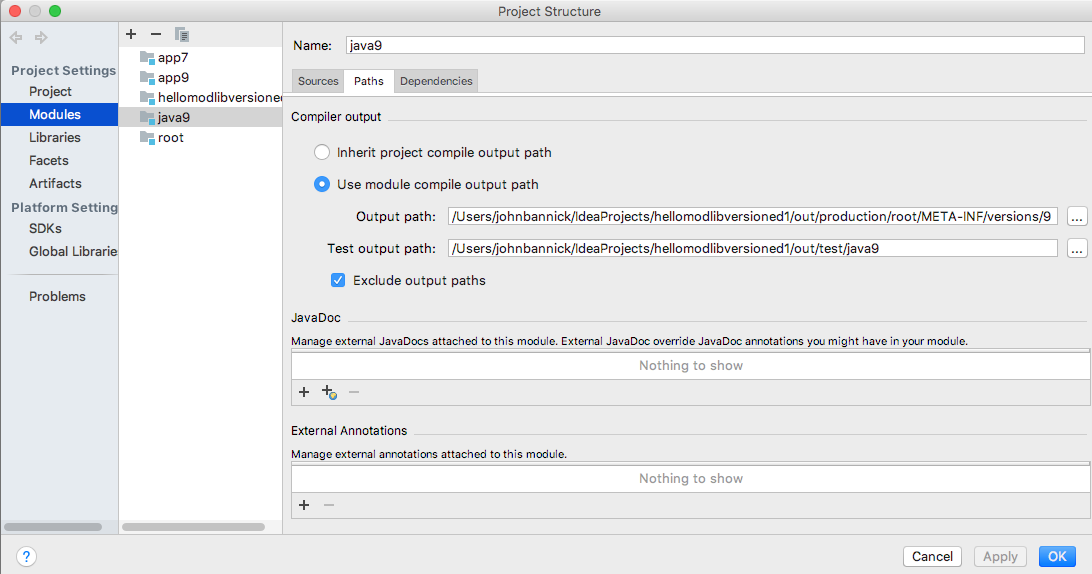 Project Structure
Project Settings
Project
Modules
Libraries
Facets
Artifacts
Platform Setting
SDKs
Global Librarie
Problems
app7
app9
hellomodlibversione
java9
root
Name: java9
Sources Paths Dependencies
Compiler output
Inherit project compile output path
Use module compile output path
Output path: /Users/johnbannick/IdeaProjects/hellomodlibversioned1/out/production/root/META-INF/versions/9 ...
Test output path: /Users/johnbannick/IdeaProjects/hellomodlibversioned1/out/test/java9 ...
Exclude output paths
JavaDoc
Manage external JavaDocs attached to this module. External JavaDoc override JavaDoc annotations you might have in your module.
Nothing to show
External Annotations
Manage external annotations attached to this module.
Nothing to show
? Cancel Apply OK